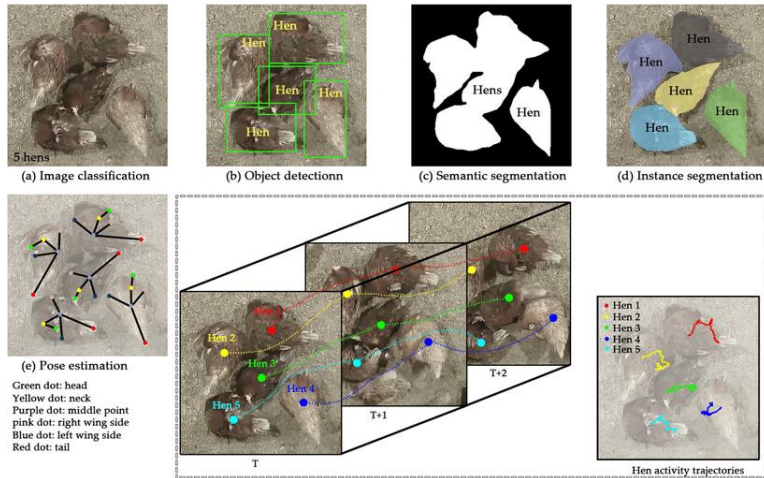 5 hens
(a) Image classification
Hen
Hen
Hen
Hen
Hen
(b) Object detectionn
Hens
Hen
(c) Semantic segmentation
Hen
Hen
Hen
Hen
Hen
(d) Instance segmentation
(e) Pose estimation
Green dot: head
Yellow dot: neck
Purple dot: middle point
pink dot: right wing side
Blue dot: left wing side
Red dot: tail
Hen 1
Hen 2
Hen 3
Hen 4
Hen 5
T
T+1
T+2
Hen 1
Hen 2
Hen 3
Hen 4
Hen 5
Hen activity trajectories